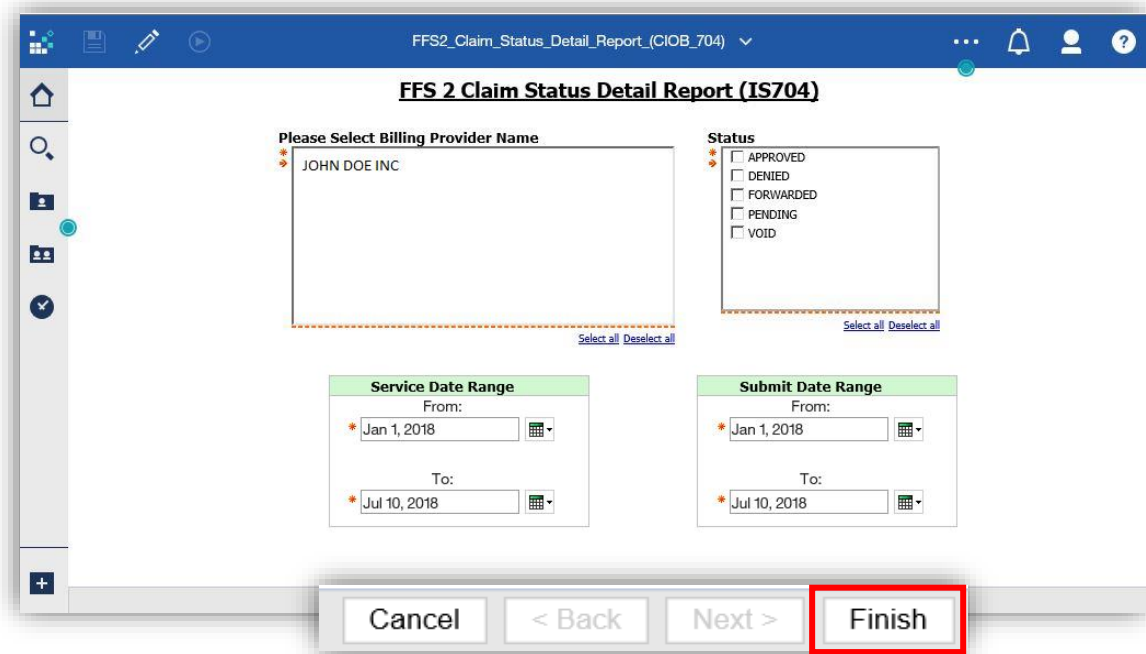 FFS2_Claim_Status_Detail_Report_(CIOB_704)
?
FFS 2 Claim Status Detail Report (IS704)
Please Select Billing Provider Name
JOHN DOE INC
Select all Deselect all
Status
APPROVED
DENIED
FORWARDED
PENDING
VOID
Select all Deselect all
Service Date Range
From:
Jan 1, 2018
To:
Jul 10, 2018
Submit Date Range
From:
Jan 1, 2018
To:
Jul 10, 2018
Cancel < Back Next > Finish